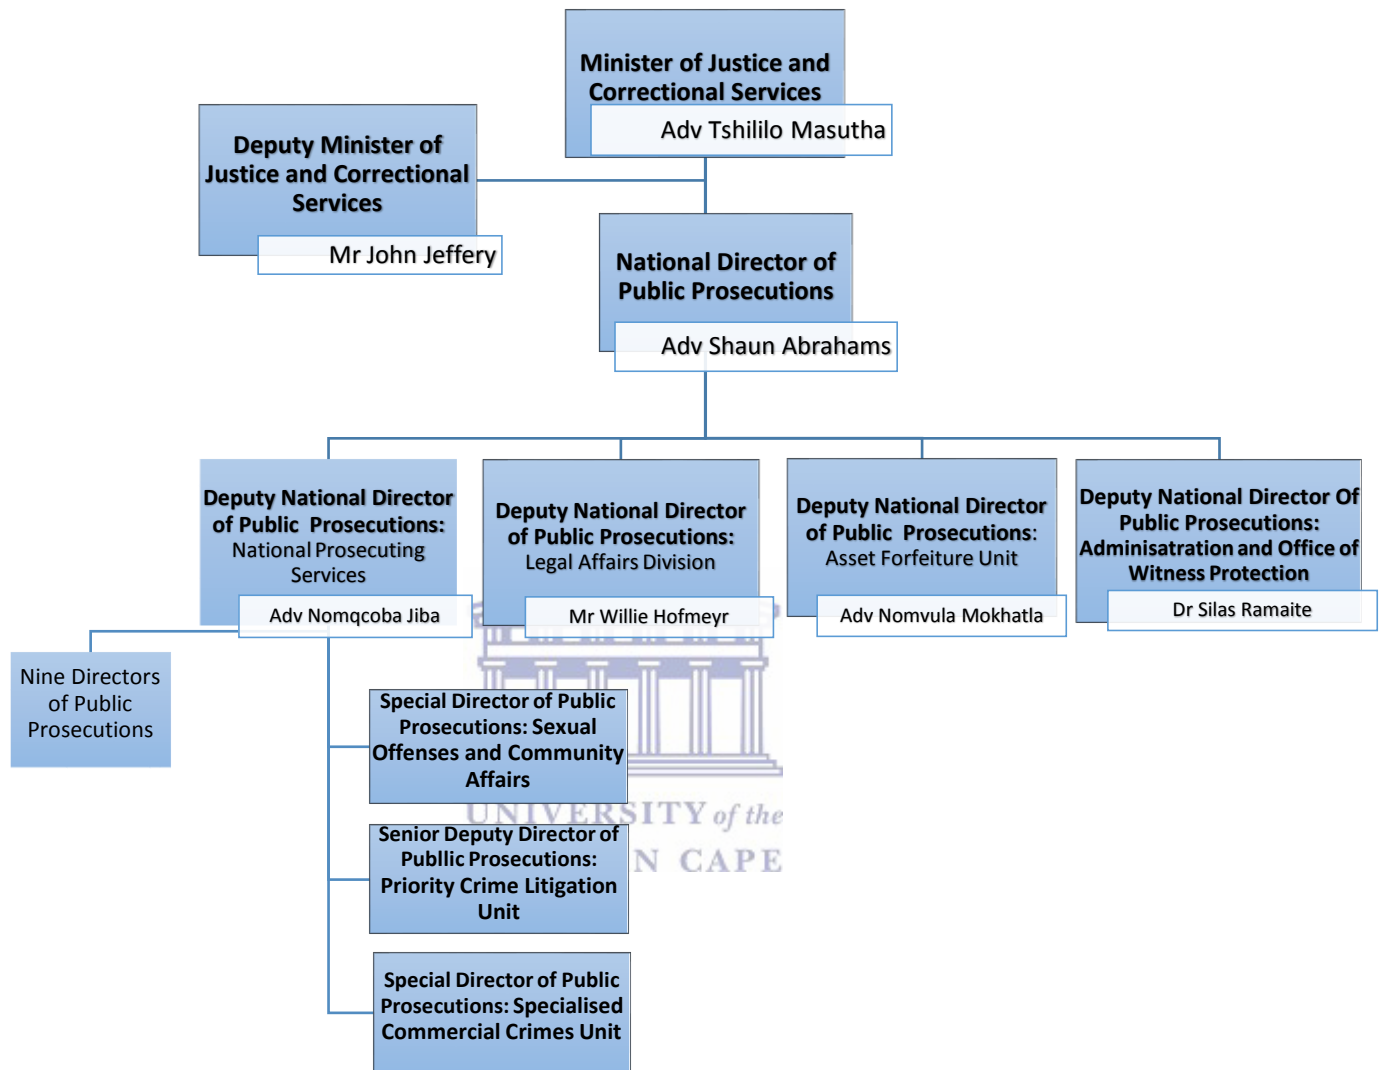 Minister of Justice and
Correctional Services
Adv Tshililo Masutha
Deputy Minister of
Justice and Correctional
Services
Mr John Jeffery
National Director of
Public Prosecutions
Adv Shaun Abrahams
Deputy National Director
of Public Prosecutions:
National Prosecuting
Services
Adv Nomqcoba Jiba
Deputy National Director
of Public Prosecutions:
Legal Affairs Division
Mr Willie Hofmeyr
Deputy National Director
of Public Prosecutions:
Asset Forfeiture Unit
Adv Nomvula Mokhatla
Deputy National Director Of
Public Prosecutions:
Adminisatration and Office of
Witness Protection
Dr Silas Ramaite
Nine Directors
of Public
Prosecutions
Special Director of Public
Prosecutions: Sexual
Offenses and Community
Affairs
UNIVERSITY of the
Senior Deputy Director of
Publlic Prosecutions:
Priority Crime Litigation
Unit
N CAPE
Special Director of Public
Prosecutions: Specialised
Commercial Crimes Unit